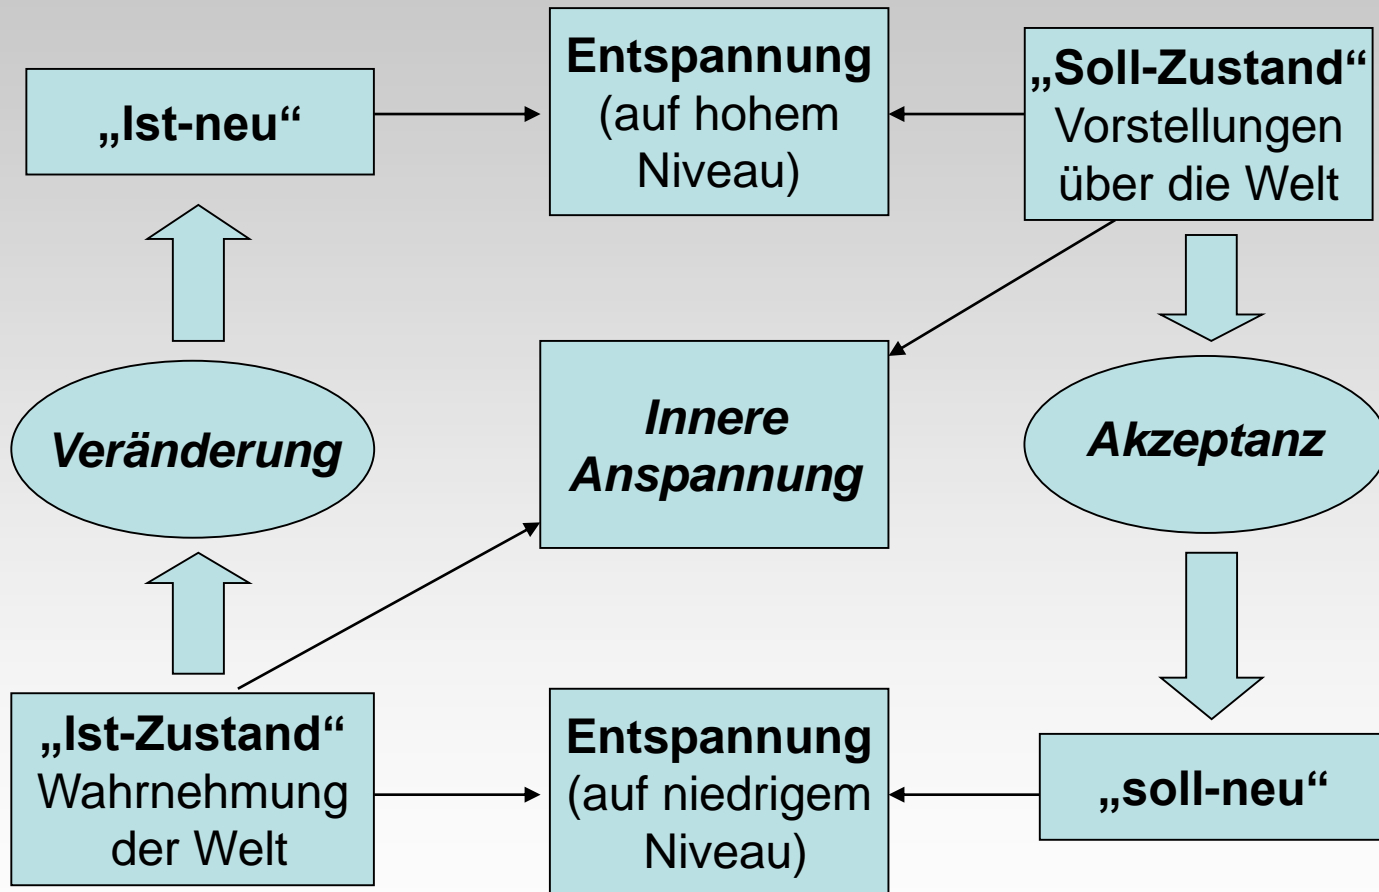 „Ist-neu“
Entspannung
(auf hohem
Niveau)
„Soll-Zustand“
Vorstellungen
über die Welt
Veränderung
Innere
Anspannung
Akzeptanz
„Ist-Zustand“
Wahrnehmung
der Welt
Entspannung
(auf niedrigem
Niveau)
„soll-neu“